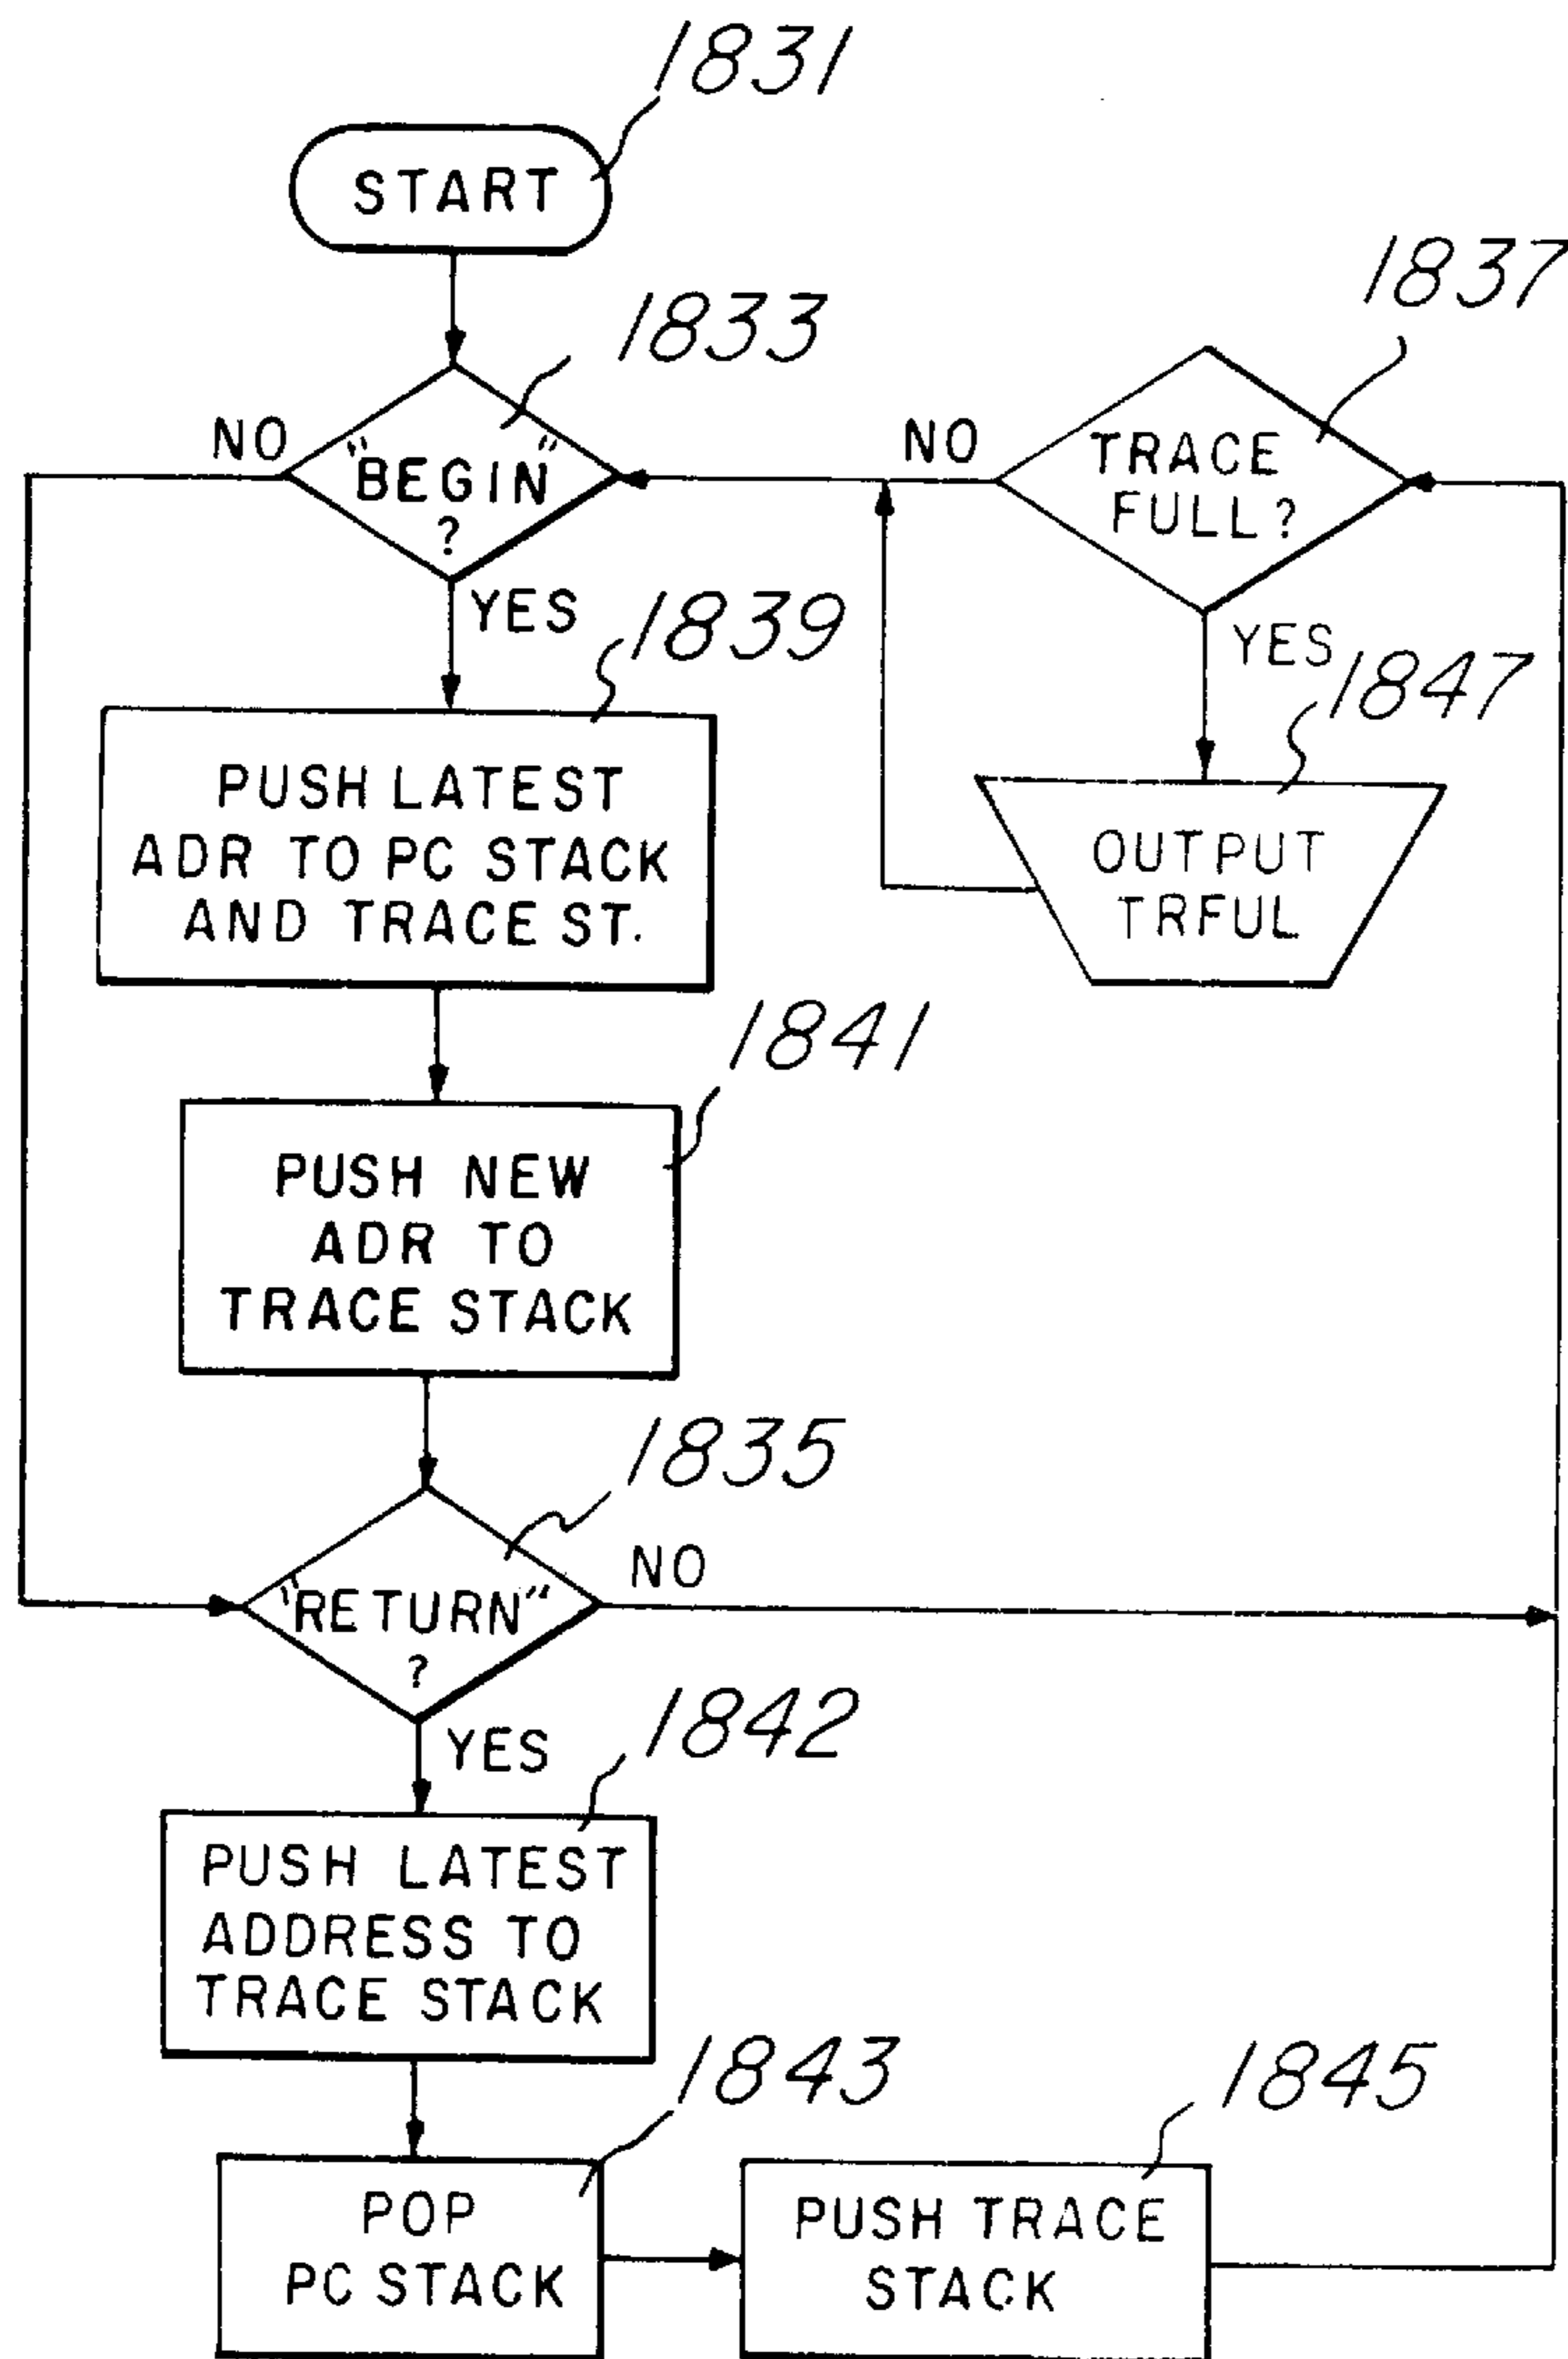 1831
START
1833
1837
NO
"BEGIN"
?
NO
TRACE
FULL?
YES
1839
YES
1847
PUSH LATEST
ADR TO PC STACK
AND TRACE ST.
OUTPUT
TRFUL
1841
PUSH NEW
ADR TO
TRACE STACK
1835
NO
"RETURN"
?
1842
YES
PUSH LATEST
ADDRESS TO
TRACE STACK
1843
1845
POP
PC STACK
PUSH TRACE
STACK